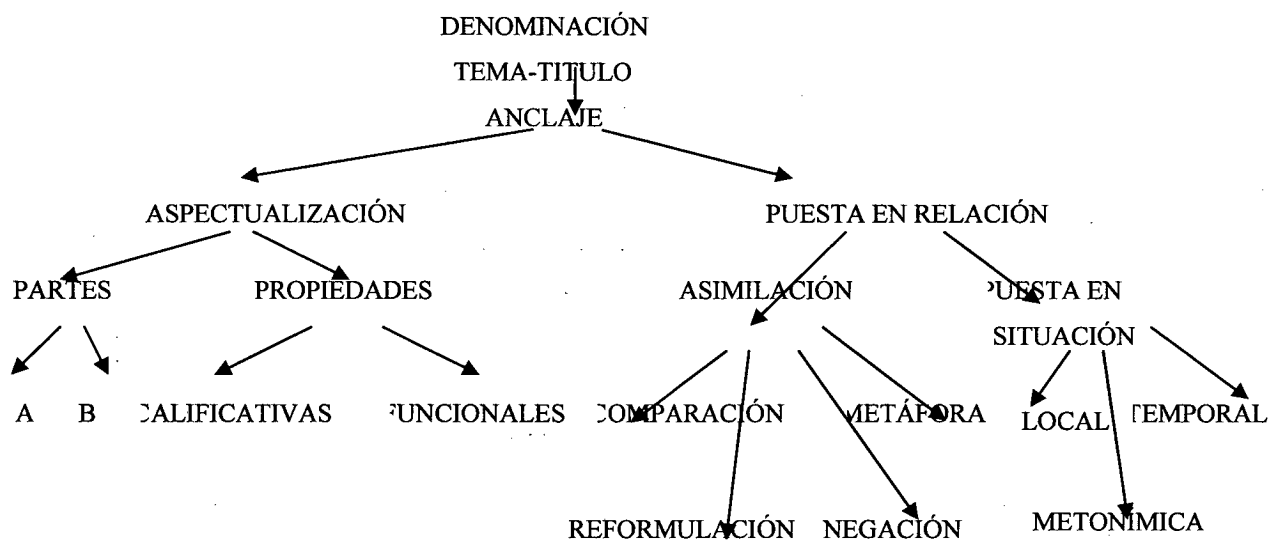 DENOMINACIÓN
TEMA-TITULO
ANCLAJE
ASPECTUALIZACIÓN PUESTA EN RELACIÓN
PARTES PROPIEDADES ASIMILACIÓN PUESTA EN
SITUACIÓN
A B CALIFICATIVAS FUNCIONALES COMPARACIÓN METÁFORA LOCAL TEMPORAL
REFORMULACIÓN NEGACIÓN METONÍMICA